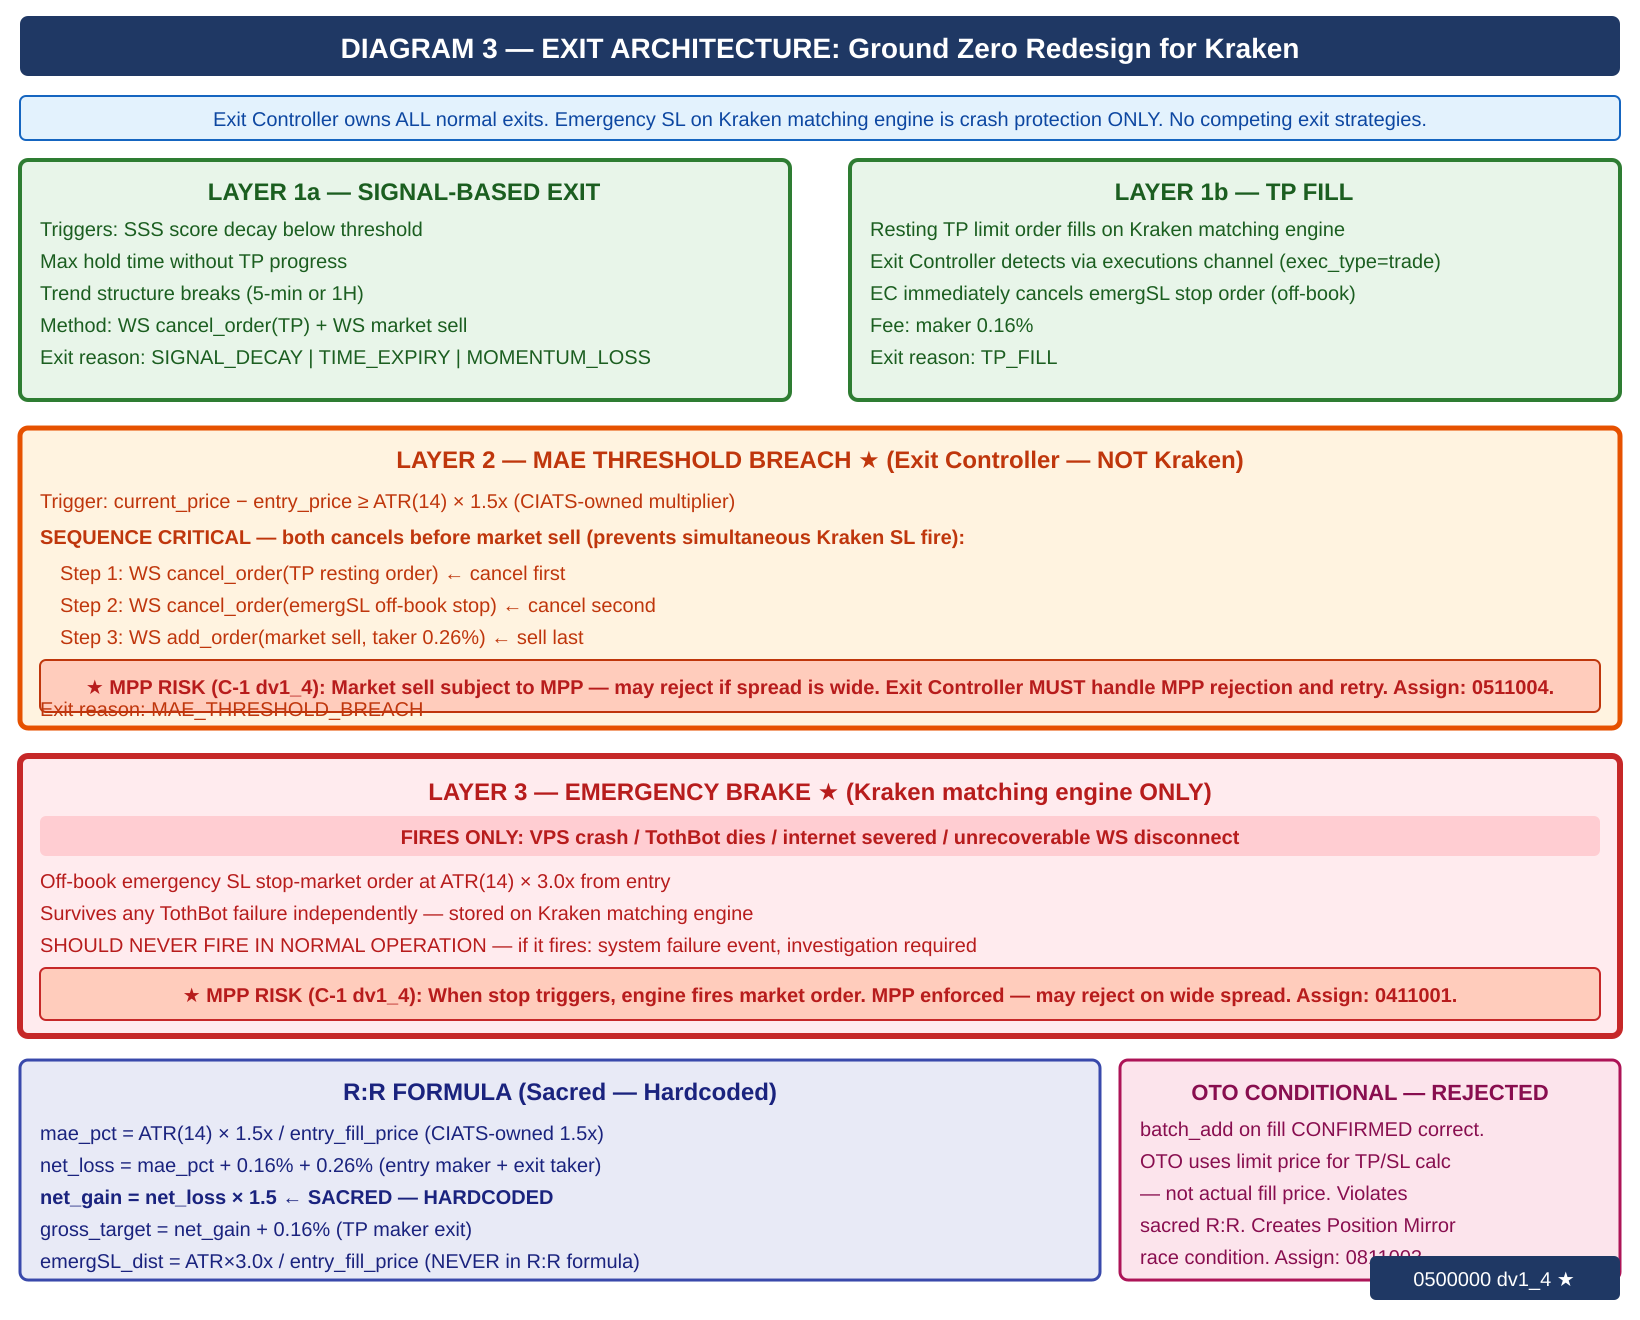 DIAGRAM 3 — EXIT ARCHITECTURE: Ground Zero Redesign for Kraken
Exit Controller owns ALL normal exits. Emergency SL on Kraken matching engine is crash protection ONLY. No competing exit strategies.
LAYER 1a — SIGNAL-BASED EXIT
Triggers: SSS score decay below threshold
Max hold time without TP progress
Trend structure breaks (5-min or 1H)
Method: WS cancel_order(TP) + WS market sell
Exit reason: SIGNAL_DECAY | TIME_EXPIRY | MOMENTUM_LOSS
LAYER 1b — TP FILL
Resting TP limit order fills on Kraken matching engine
Exit Controller detects via executions channel (exec_type=trade)
EC immediately cancels emergSL stop order (off-book)
Fee: maker 0.16%
Exit reason: TP_FILL
LAYER 2 — MAE THRESHOLD BREACH ★ (Exit Controller — NOT Kraken)
Trigger: current_price − entry_price ≥ ATR(14) × 1.5x (CIATS-owned multiplier)
SEQUENCE CRITICAL — both cancels before market sell (prevents simultaneous Kraken SL fire):
Step 1: WS cancel_order(TP resting order) ← cancel first
Step 2: WS cancel_order(emergSL off-book stop) ← cancel second
Step 3: WS add_order(market sell, taker 0.26%) ← sell last
★ MPP RISK (C-1 dv1_4): Market sell subject to MPP — may reject if spread is wide. Exit Controller MUST handle MPP rejection and retry. Assign: 0511004.
Exit reason: MAE_THRESHOLD_BREACH
LAYER 3 — EMERGENCY BRAKE ★ (Kraken matching engine ONLY)
FIRES ONLY: VPS crash / TothBot dies / internet severed / unrecoverable WS disconnect
Off-book emergency SL stop-market order at ATR(14) × 3.0x from entry
Survives any TothBot failure independently — stored on Kraken matching engine
SHOULD NEVER FIRE IN NORMAL OPERATION — if it fires: system failure event, investigation required
★ MPP RISK (C-1 dv1_4): When stop triggers, engine fires market order. MPP enforced — may reject on wide spread. Assign: 0411001.
R:R FORMULA (Sacred — Hardcoded)
mae_pct = ATR(14) × 1.5x / entry_fill_price (CIATS-owned 1.5x)
net_loss = mae_pct + 0.16% + 0.26% (entry maker + exit taker)
net_gain = net_loss × 1.5 ← SACRED — HARDCODED
gross_target = net_gain + 0.16% (TP maker exit)
emergSL_dist = ATR×3.0x / entry_fill_price (NEVER in R:R formula)
OTO CONDITIONAL — REJECTED
batch_add on fill CONFIRMED correct.
OTO uses limit price for TP/SL calc
— not actual fill price. Violates
sacred R:R. Creates Position Mirror
race condition. Assign:
0500000 dv1_4 ★